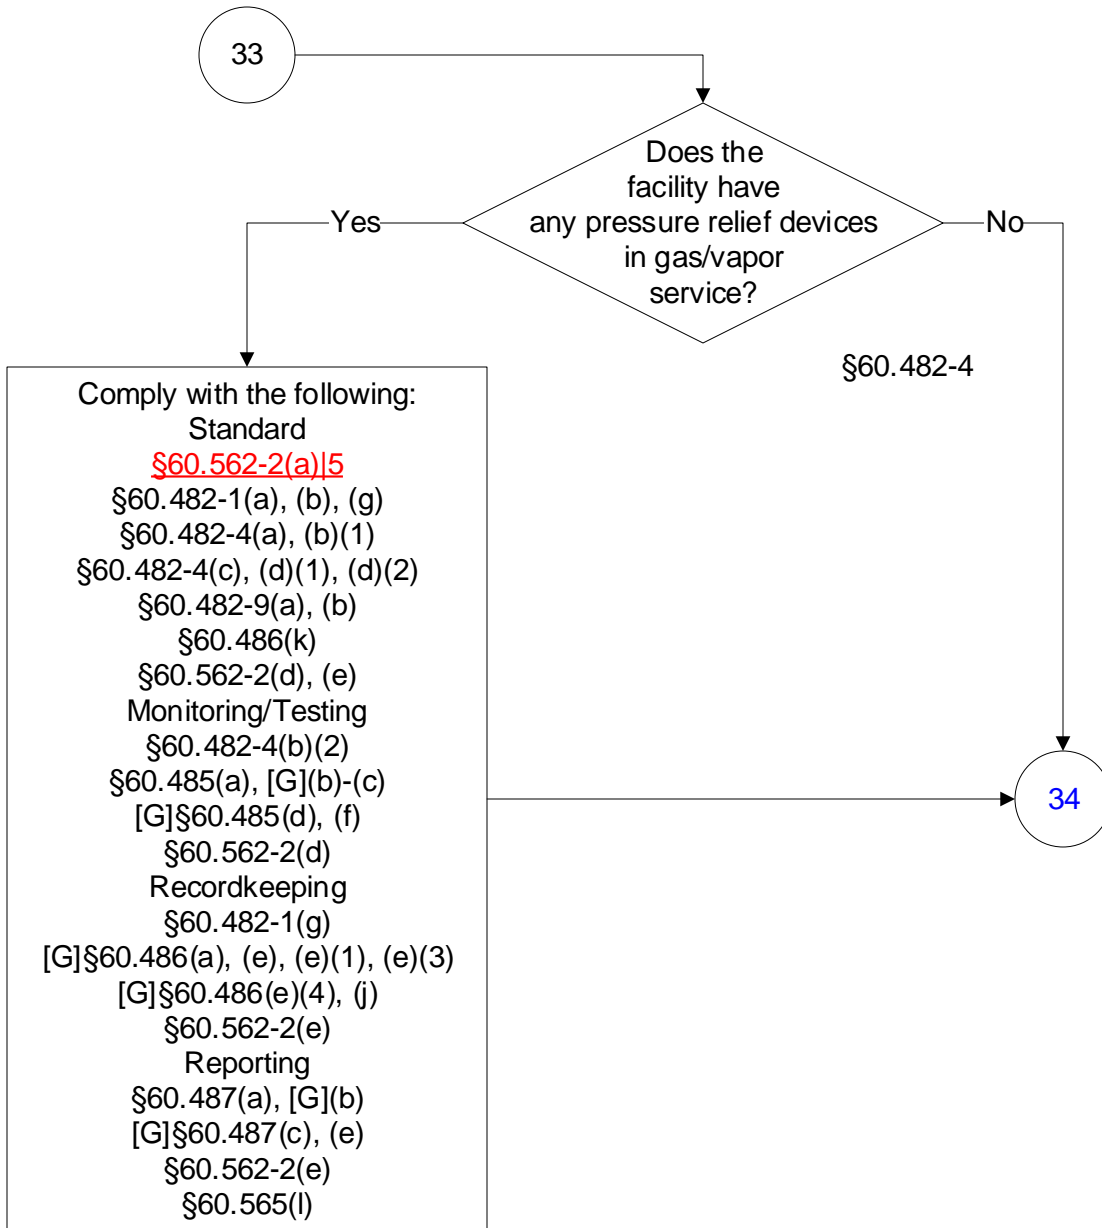 33
Does the
facility have
any pressure relief devices
in gas/vapor
service?
Yes
No
§60.482-4
Comply with the following:
Standard
§60.562-2(a)|5
§60.482-1(a), (b), (g)
§60.482-4(a), (b)(1)
§60.482-4(c), (d)(1), (d)(2)
§60.482-9(a), (b)
§60.486(k)
§60.562-2(d), (e)
Monitoring/Testing
§60.482-4(b)(2)
§60.485(a), [G](b)-(c)
[G]§60.485(d), (f)
§60.562-2(d)
Recordkeeping
§60.482-1(g)
[G]§60.486(a), (e), (e)(1), (e)(3)
[G]§60.486(e)(4), (j)
§60.562-2(e)
Reporting
§60.487(a), [G](b)
[G]§60.487(c), (e)
§60.562-2(e)
§60.565(l)
34